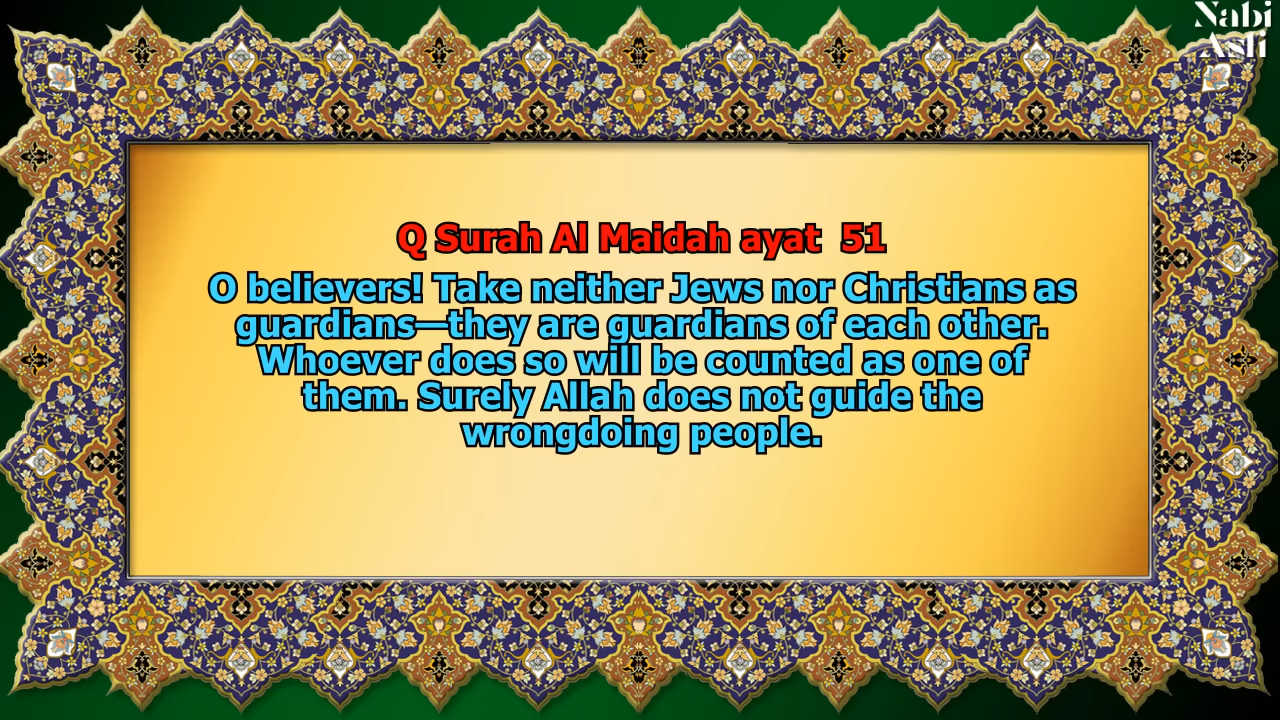 Nabi
Asli
Q Surah Al Maidah ayat 51
O believers! Take neither Jews nor Christians as
guardians—they are guardians of each other.
Whoever does so will be counted as one of
them. Surely Allah does not guide the
wrongdoing people.